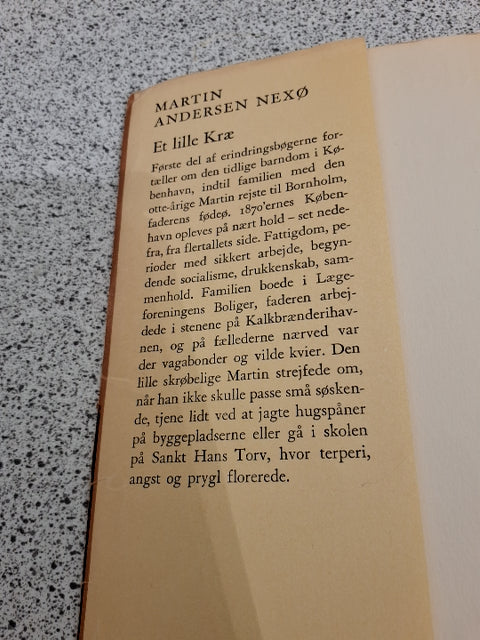 MARTIN
ANDERSEN NEXØ
Et lille Kræ
Første del af erindringsbøgerne for-
tæller om den tidlige barndom i Kø-
benhavn, indtil familien med den
otte-årige Martin rejste til Bornholm,
faderens fødeø. 1870'ernes Køben-
havn opleves på nært hold – set nede-
fra, fra flertallets side. Fattigdom, pe-
rioder med sikkert arbejde, begyn-
dende socialisme, drukkenskab, sam-
menhold. Familien boede i Læge-
foreningens Boliger, faderen arbej-
dede i stenene på Kalkbrænderihav-
nen, og på fællederne nærved var
der vagabonder og vilde kvier. Den
lille skrøbelige Martin strejfede om,
når han ikke skulle passe små søsken-
de, tjene lidt ved at jagte hugspåner
på byggepladserne eller gå i skolen
på Sankt Hans Torv, hvor terperi,
angst og prygl florerede.